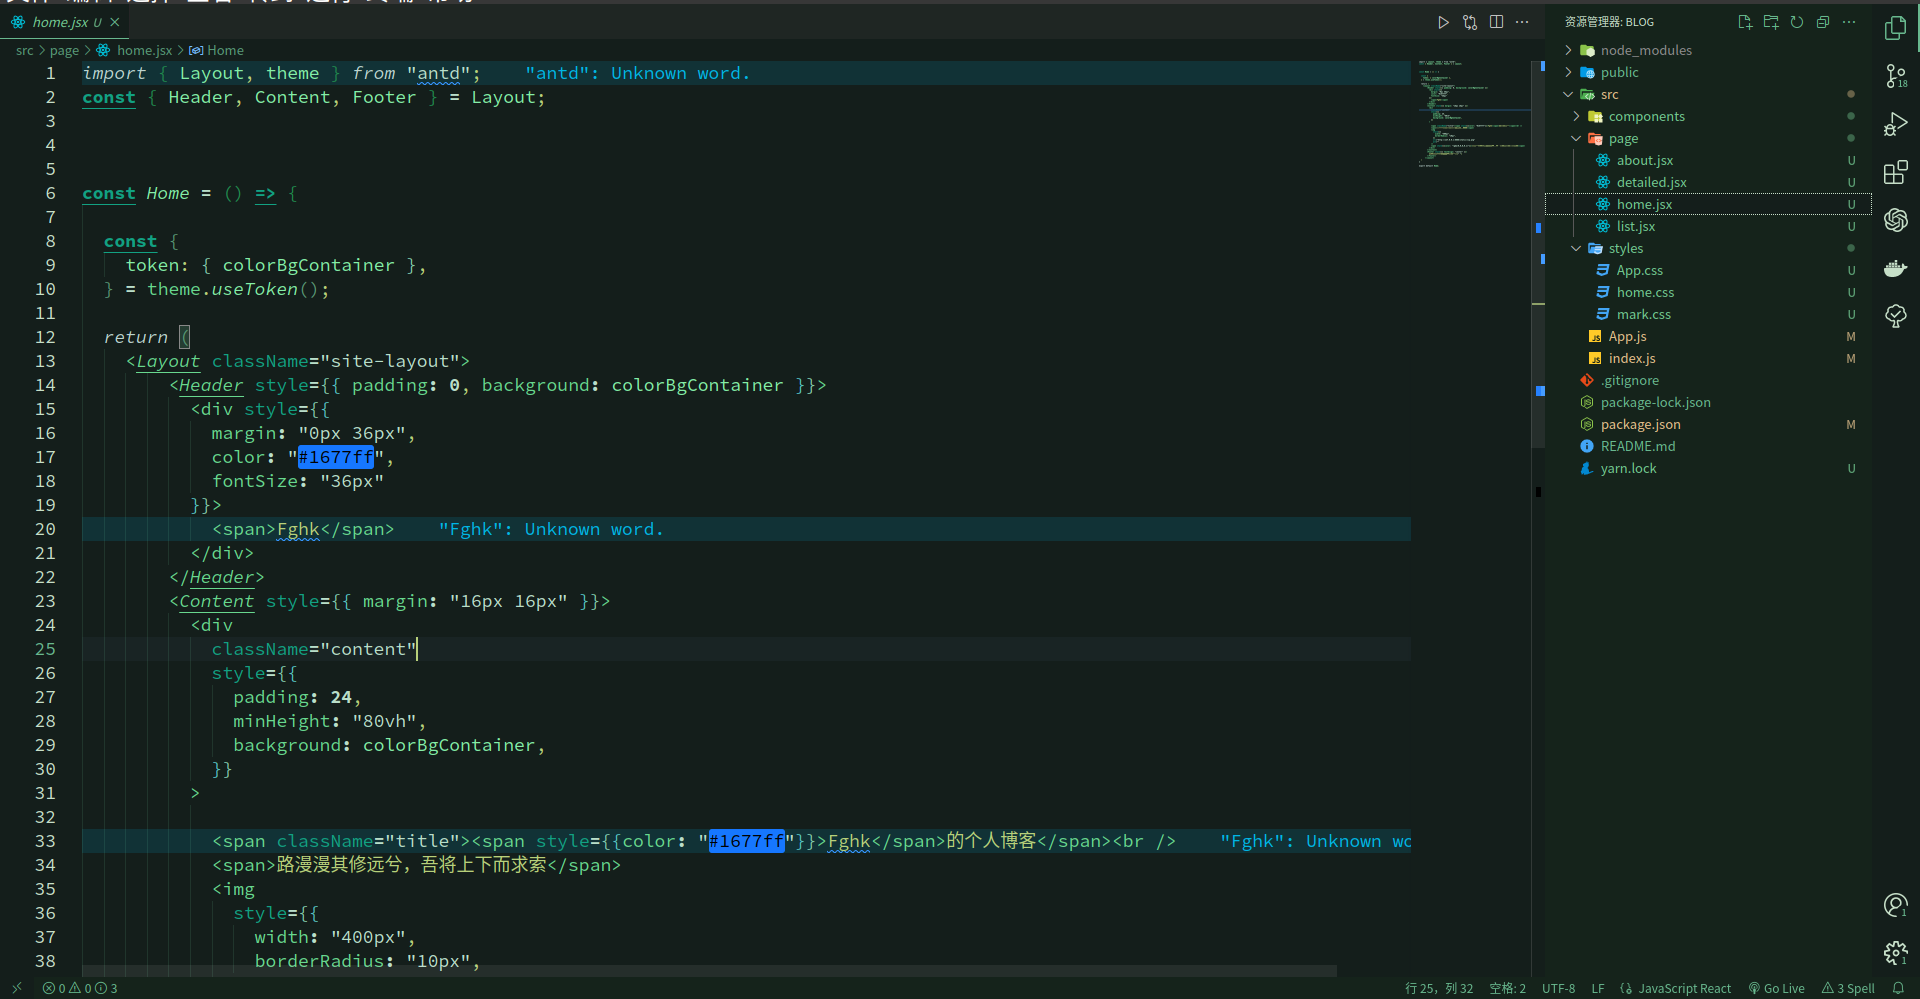 home.jsx U
src > page > home.jsx > Home
1 import { Layout, theme } from "antd"; "antd": Unknown word.
2 const { Header, Content, Footer } = Layout;
3
4
5
6 const Home = () => {
7
8 const {
9 token: { colorBgContainer },
10 } = theme.useToken();
11
12 return (
13 <Layout className="site-layout">
14 <Header style={{ padding: 0, background: colorBgContainer }}>
15 <div style={{
16 margin: "0px 36px",
17 color: "#1677ff",
18 fontSize: "36px"
19 }}>
20 <span>Fghk</span> "Fghk": Unknown word.
21 </div>
22 </Header>
23 <Content style={{ margin: "16px 16px" }}>
24 <div
25 className="content"
26 style={{
27 padding: 24,
28 minHeight: "80vh",
29 background: colorBgContainer,
30 }}
31 >
32
33 <span className="title"><span style={{color: "#1677ff"}}>Fghk</span>的个人博客</span><br /> "Fghk": Unknown wo
34 <span>路漫漫其修远兮，吾将上下而求索</span>
35 <img
36 style={{
37 width: "400px",
38 borderRadius: "10px",
资源管理器: BLOG
node_modules
public
src
components
page
about.jsx U
detailed.jsx U
home.jsx U
list.jsx U
styles
App.css U
home.css U
mark.css U
App.js M
index.js M
.gitignore
package-lock.json
package.json M
README.md
yarn.lock U
18
1
1
0 0 3
行 25，列 32 空格: 2 UTF-8 LF JavaScript React Go Live 3 Spell